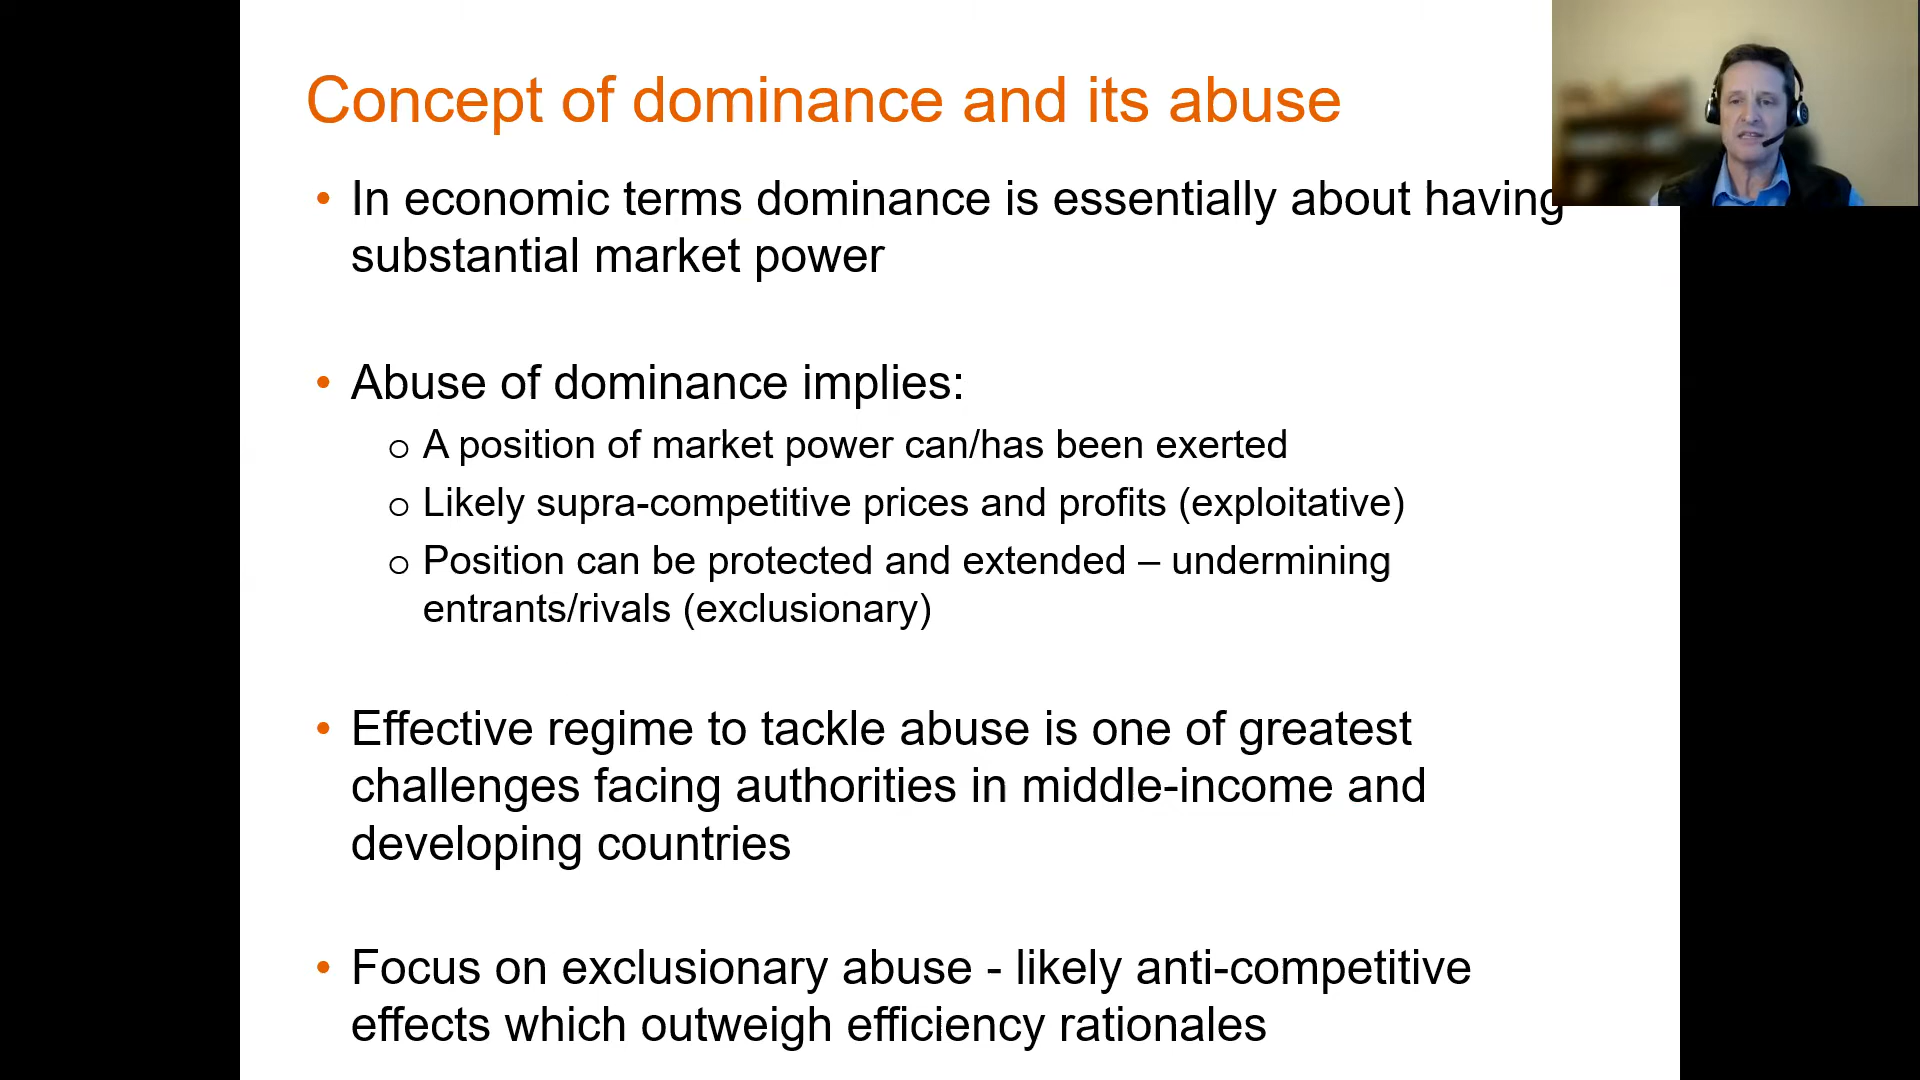 Concept of dominance and its abuse
• In economic terms dominance is essentially about having
substantial market power
• Abuse of dominance implies:
o A position of market power can/has been exerted
o Likely supra-competitive prices and profits (exploitative)
o Position can be protected and extended – undermining
entrants/rivals (exclusionary)
• Effective regime to tackle abuse is one of greatest
challenges facing authorities in middle-income and
developing countries
• Focus on exclusionary abuse - likely anti-competitive
effects which outweigh efficiency rationales